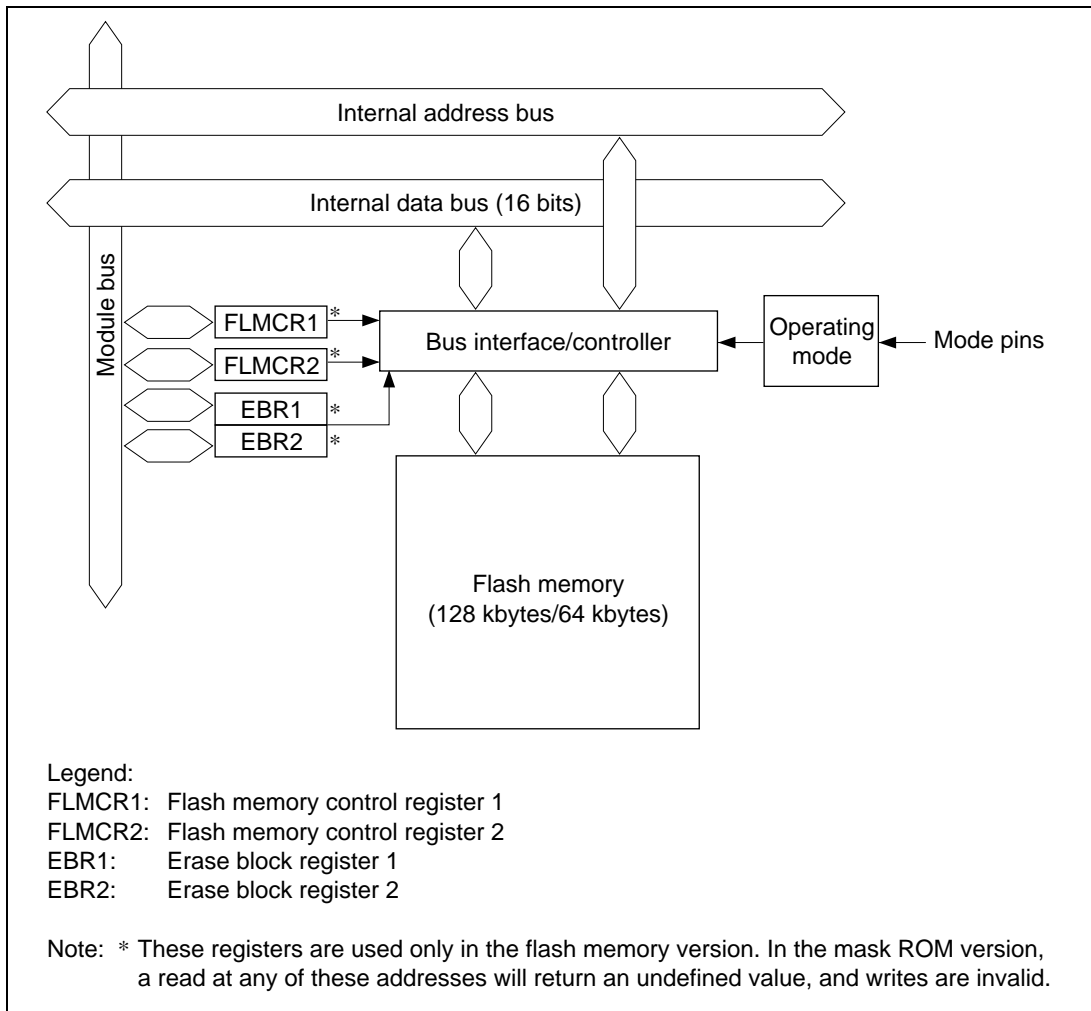 Internal address bus
Internal data bus (16 bits)
Module bus
FLMCR1 *
FLMCR2 *
EBR1 *
EBR2 *
Bus interface/controller
Operating
mode
Mode pins
Flash memory
(128 kbytes/64 kbytes)
Legend:
FLMCR1: Flash memory control register 1
FLMCR2: Flash memory control register 2
EBR1: Erase block register 1
EBR2: Erase block register 2
Note: * These registers are used only in the flash memory version. In the mask ROM version,
a read at any of these addresses will return an undefined value, and writes are invalid.